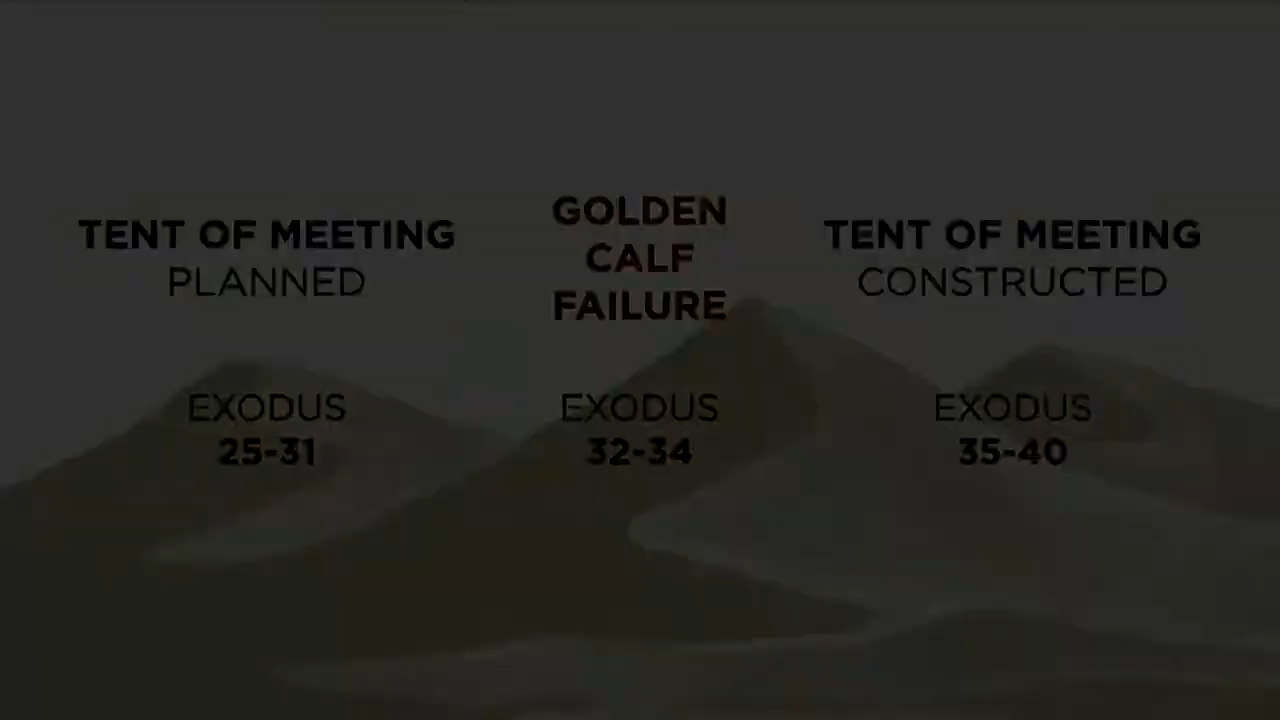 TENT OF MEETING
PLANNED
EXODUS
25-31
GOLDEN
CALF
FAILURE
EXODUS
32-34
TENT OF MEETING
CONSTRUCTED
EXODUS
35-40